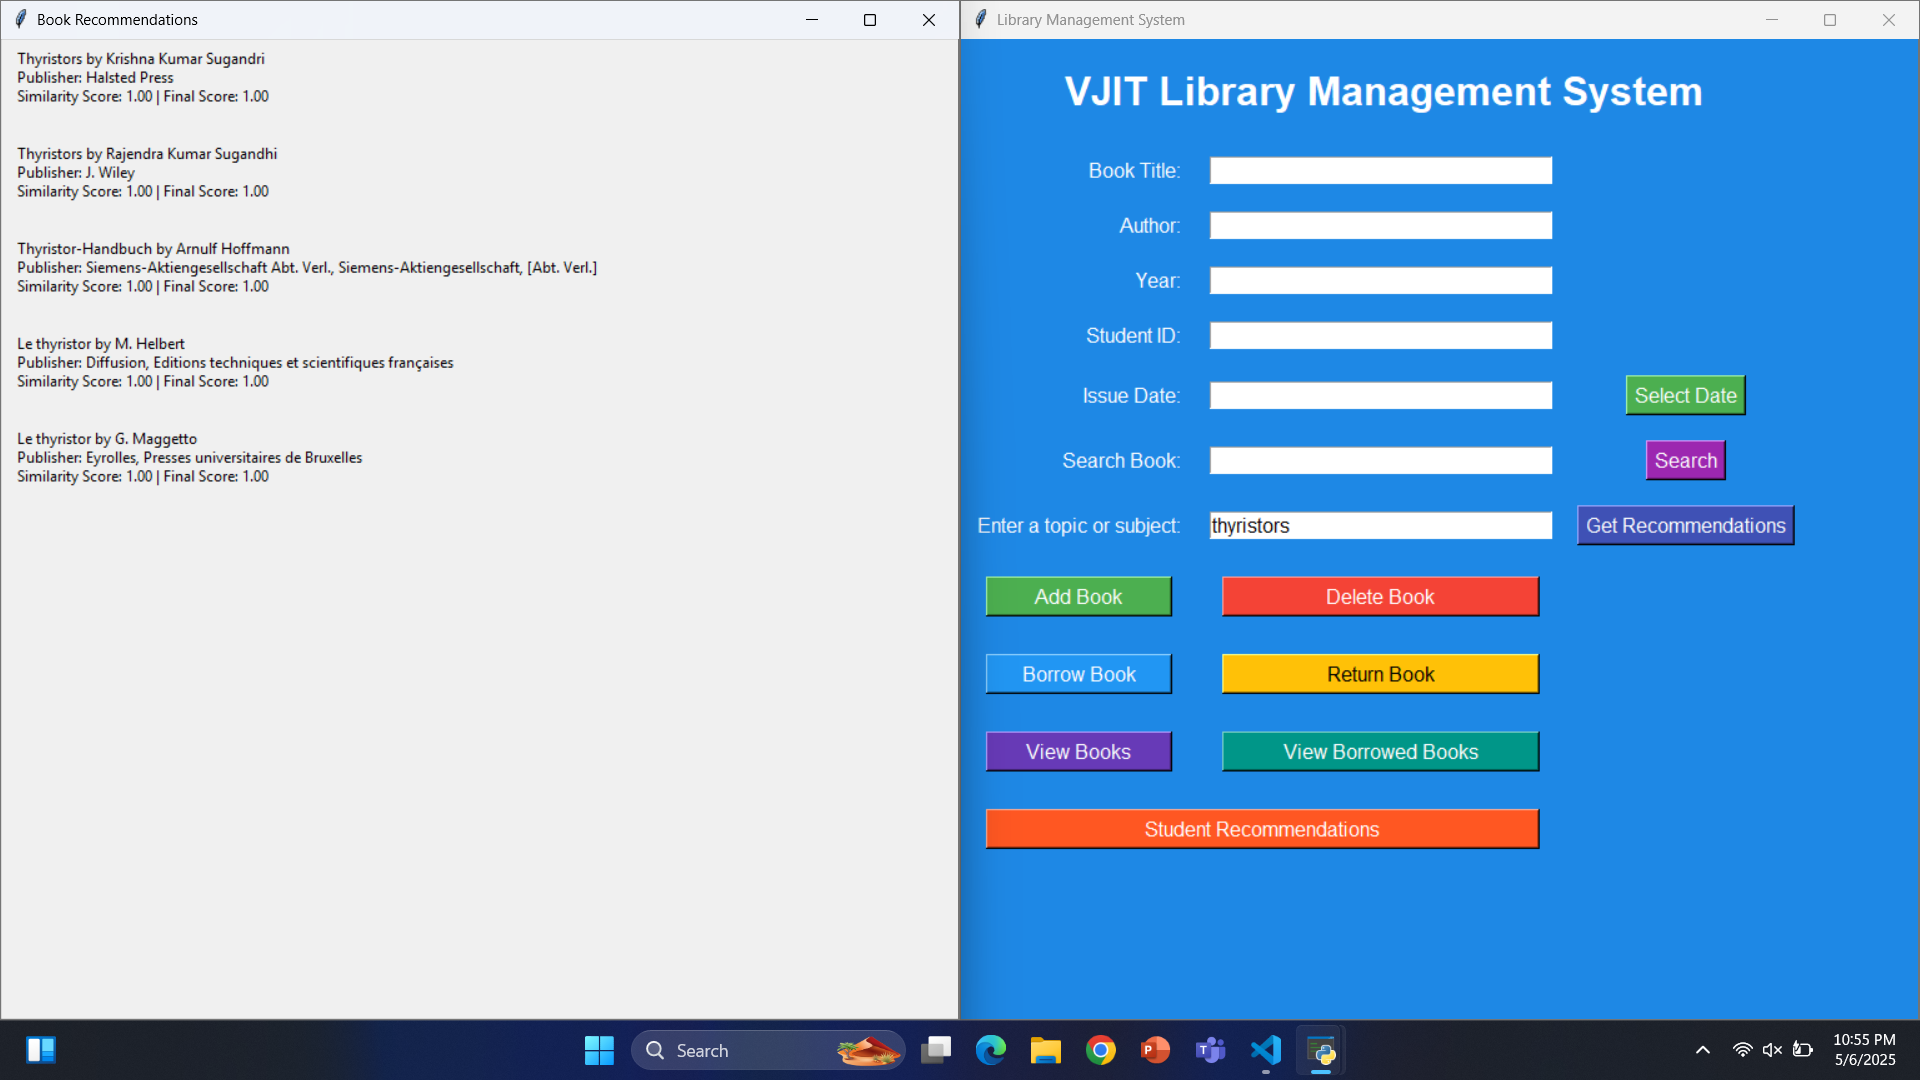 Book Recommendations
Thyristors by Krishna Kumar Sugandri
Publisher: Halsted Press
Similarity Score: 1.00 | Final Score: 1.00
Thyristors by Rajendra Kumar Sugandhi
Publisher: J. Wiley
Similarity Score: 1.00 | Final Score: 1.00
Thyristor-Handbuch by Arnulf Hoffmann
Publisher: Siemens-Aktiengesellschaft Abt. Verl., Siemens-Aktiengesellschaft, [Abt. Verl.]
Similarity Score: 1.00 | Final Score: 1.00
Le thyristor by M. Helbert
Publisher: Diffusion, Editions techniques et scientifiques françaises
Similarity Score: 1.00 | Final Score: 1.00
Le thyristor by G. Maggetto
Publisher: Eyrolles, Presses universitaires de Bruxelles
Similarity Score: 1.00 | Final Score: 1.00
Library Management System
VJIT Library Management System
Book Title:
Author:
Year:
Student ID:
Issue Date: Select Date
Search Book: Search
Enter a topic or subject: thyristors Get Recommendations
Add Book Delete Book
Borrow Book Return Book
View Books View Borrowed Books
Student Recommendations
Search
10:55 PM
5/6/2025